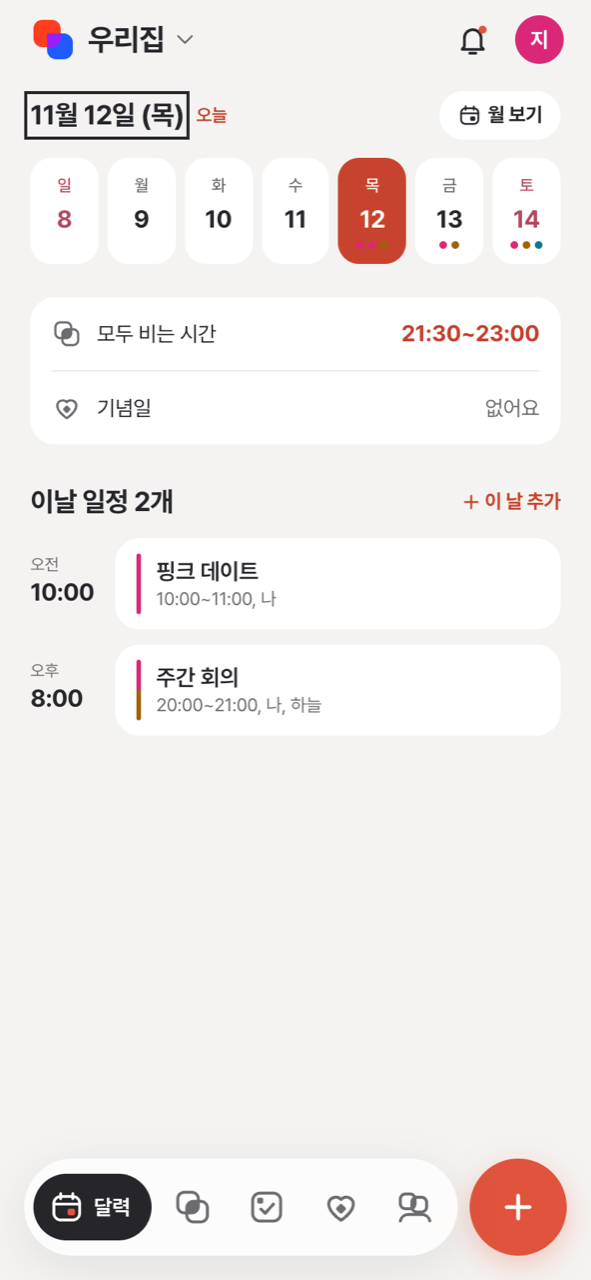 우리집
지
11월 12일 (목) 오늘
월 보기
일 월 화 수 목 금 토
8 9 10 11 12 13 14
모두 비는 시간 21:30~23:00
기념일 없어요
이날 일정 2개 + 이 날 추가
오전
10:00
핑크 데이트
10:00~11:00, 나
오후
8:00
주간 회의
20:00~21:00, 나, 하늘
달력